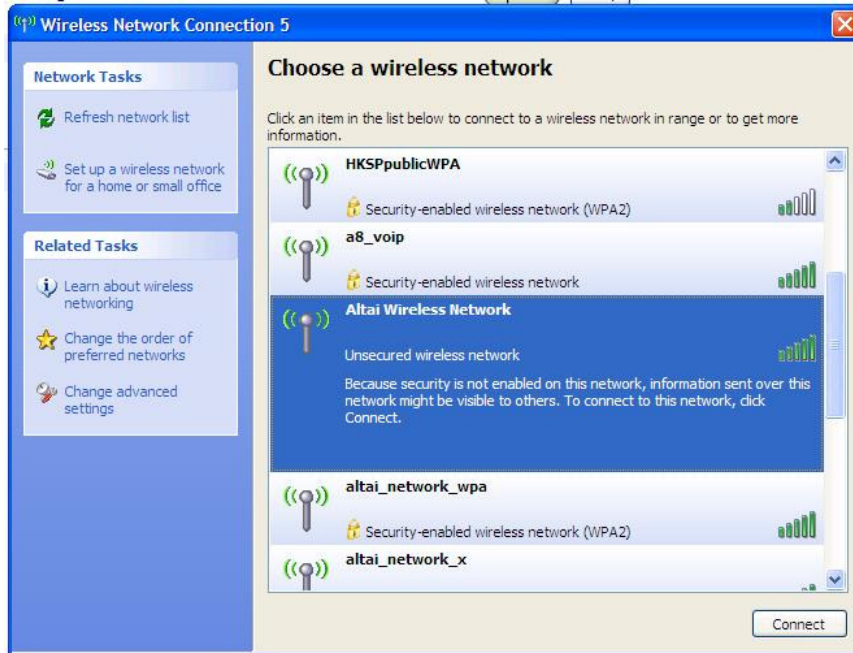 Wireless Network Connection 5
Network Tasks
Refresh network list
Set up a wireless network
for a home or small office
Related Tasks
Learn about wireless
networking
Change the order of
preferred networks
Change advanced
settings
Choose a wireless network
Click an item in the list below to connect to a wireless network in range or to get more
information.
HKSPpublicWPA
Security-enabled wireless network (WPA2)
a8_voip
Security-enabled wireless network
Altai Wireless Network
Unsecured wireless network
Because security is not enabled on this network, information sent over this
network might be visible to others. To connect to this network, click
Connect.
altai_network_wpa
Security-enabled wireless network (WPA2)
altai_network_x
Connect